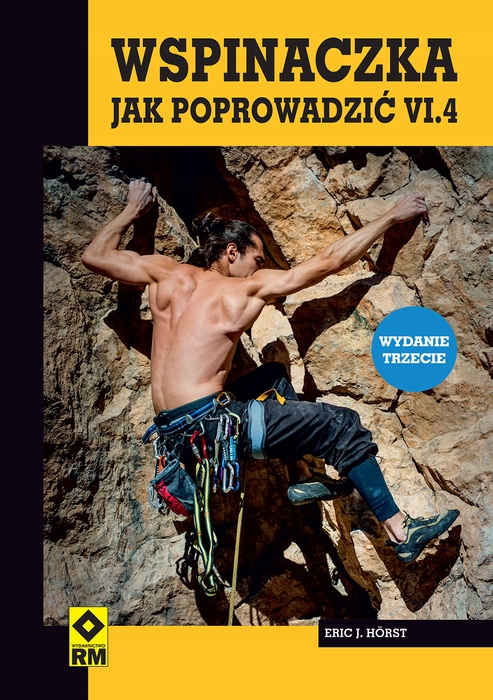 WSPINACZKA
JAK POPROWADZIĆ VI.4
WYDANIE
TRZECIE
ERIC J. HÖRST
WYDAWNICTWO
RM